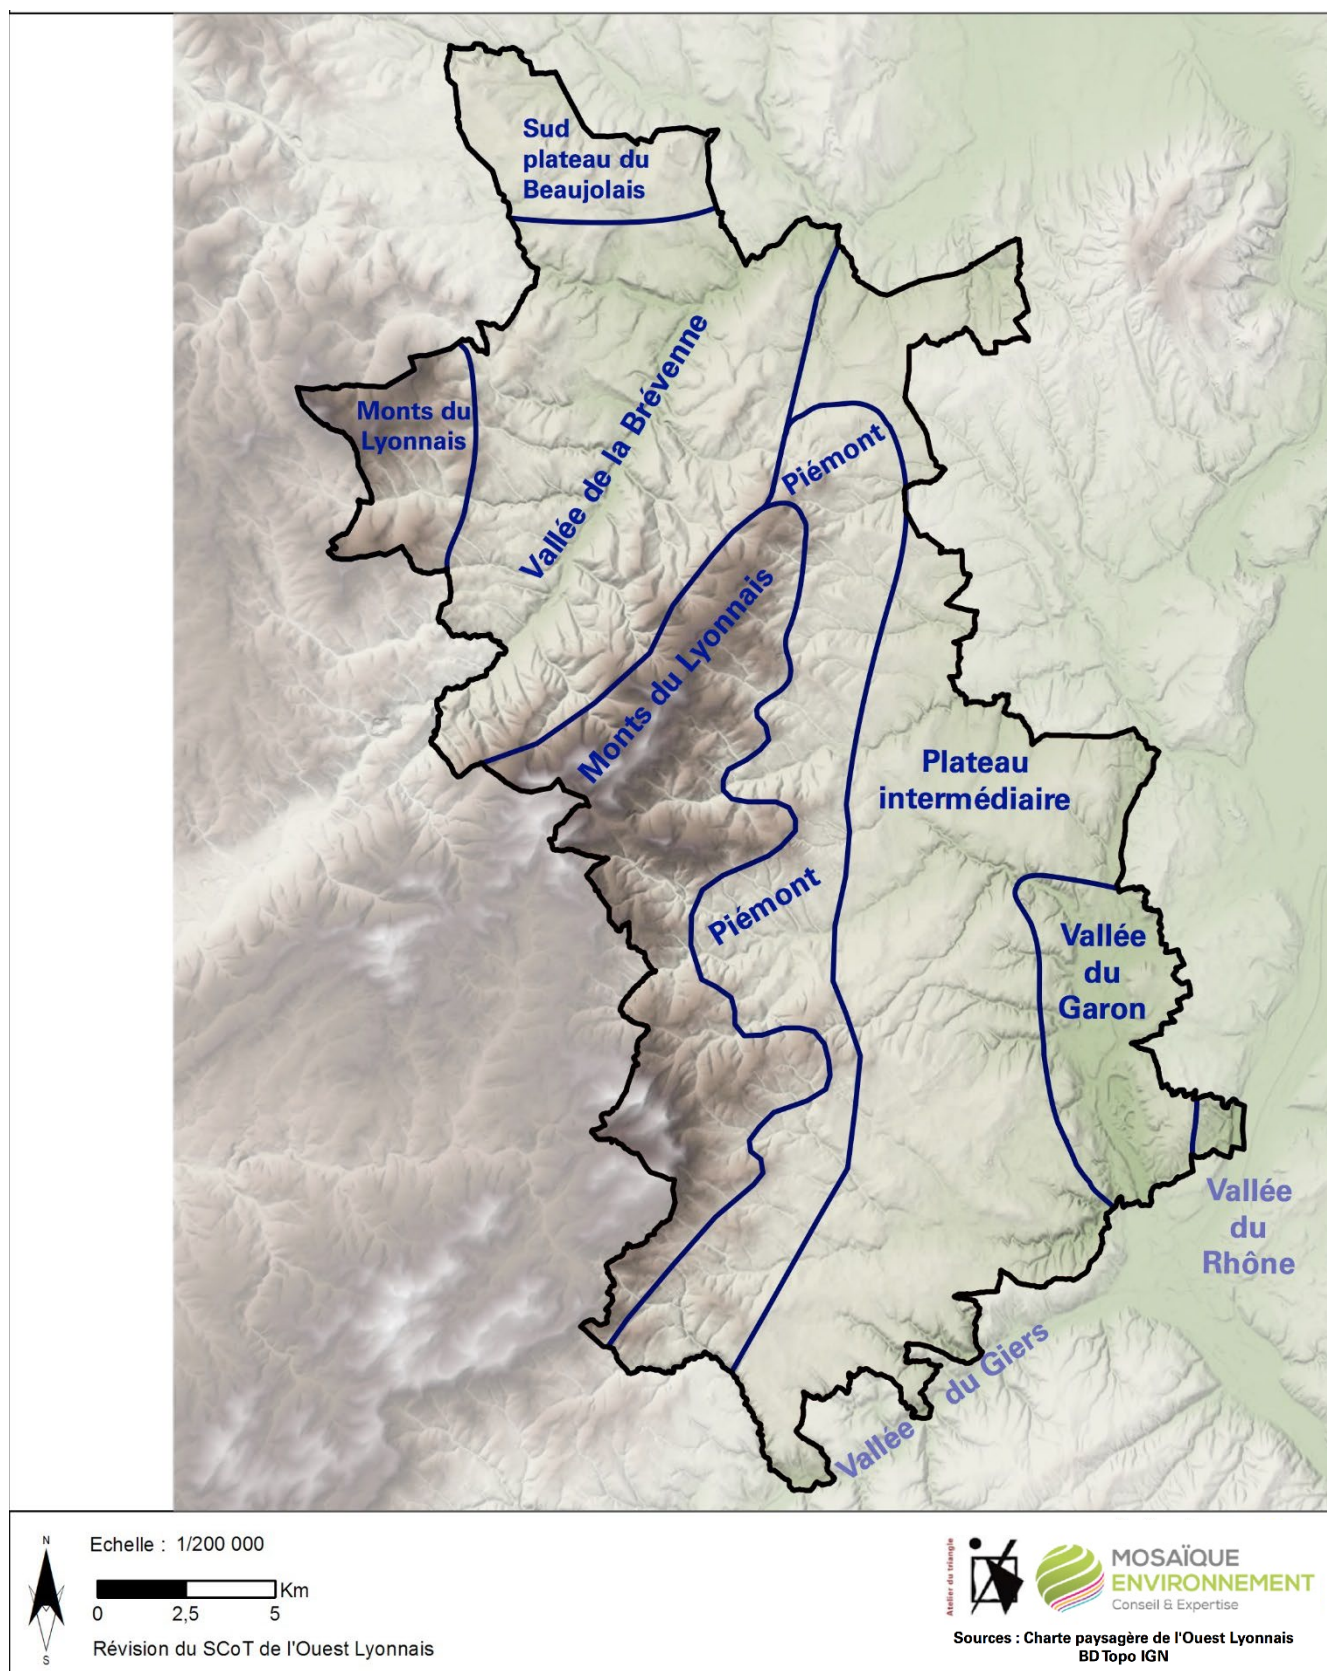 Sud
plateau du
Beaujolais
Monts du
Lyonnais
Vallée de la Brévenne
Piémont
Monts du Lyonnais
Plateau
intermédiaire
Piémont
Vallée
du
Garon
Vallée
du
Rhône
Vallée du Giers
N
S
Echelle : 1/200 000
Km
0 2,5 5
Révision du SCoT de l'Ouest Lyonnais
Atelier du triangle
MOSAÏQUE
ENVIRONNEMENT
Conseil & Expertise
Sources : Charte paysagère de l'Ouest Lyonnais
BD Topo IGN